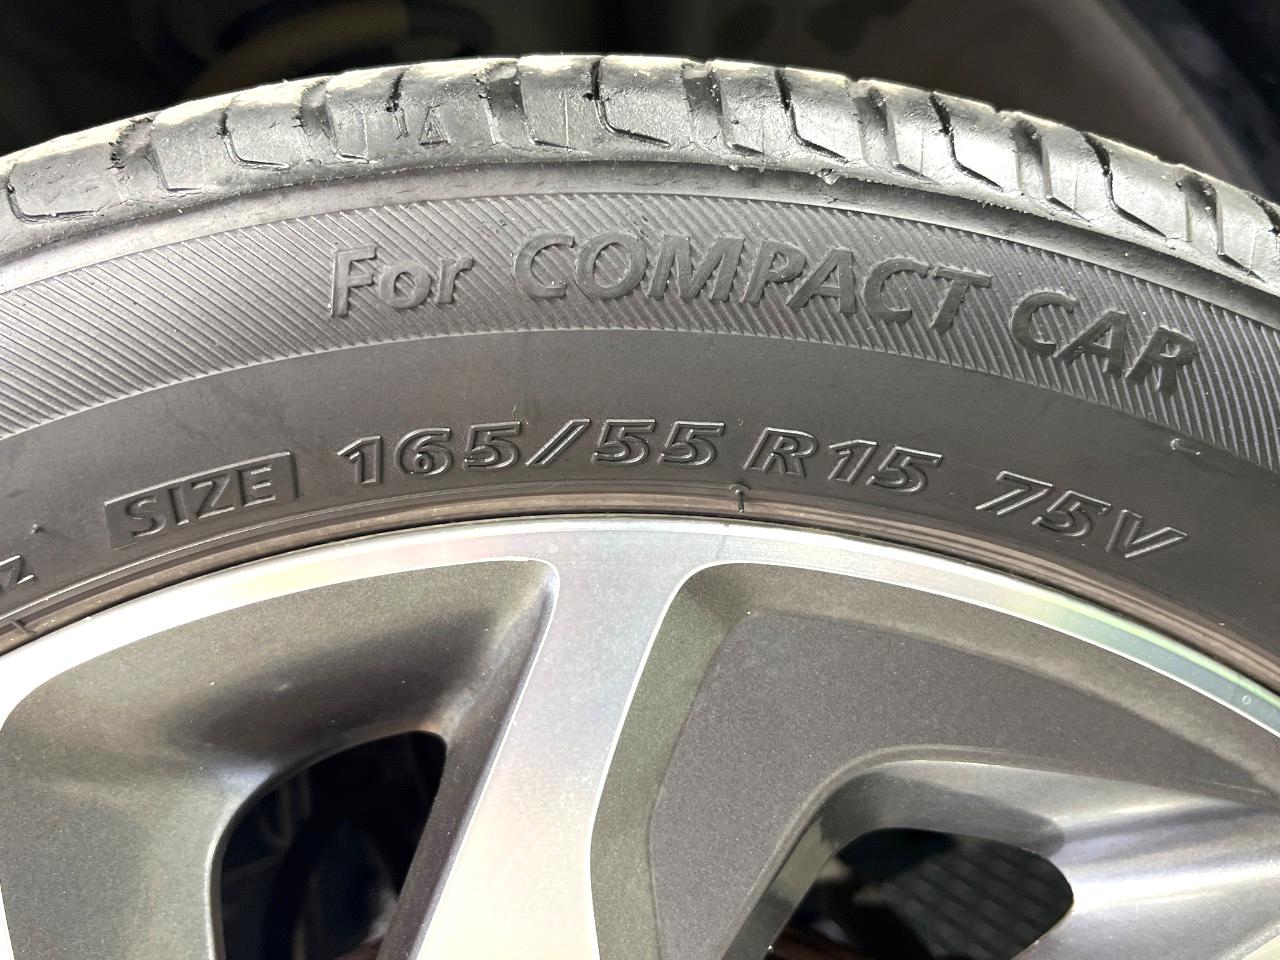 For COMPACT CAR
SIZE 165/55 R15 75V